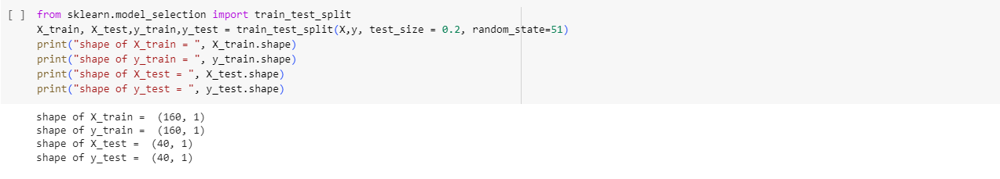 [ ] from sklearn.model_selection import train_test_split
X_train, X_test,y_train,y_test = train_test_split(X,y, test_size = 0.2, random_state=51)
print("shape of X_train = ", X_train.shape)
print("shape of y_train = ", y_train.shape)
print("shape of X_test = ", X_test.shape)
print("shape of y_test = ", y_test.shape)
shape of X_train =  (160, 1)
shape of y_train =  (160, 1)
shape of X_test =  (40, 1)
shape of y_test =  (40, 1)